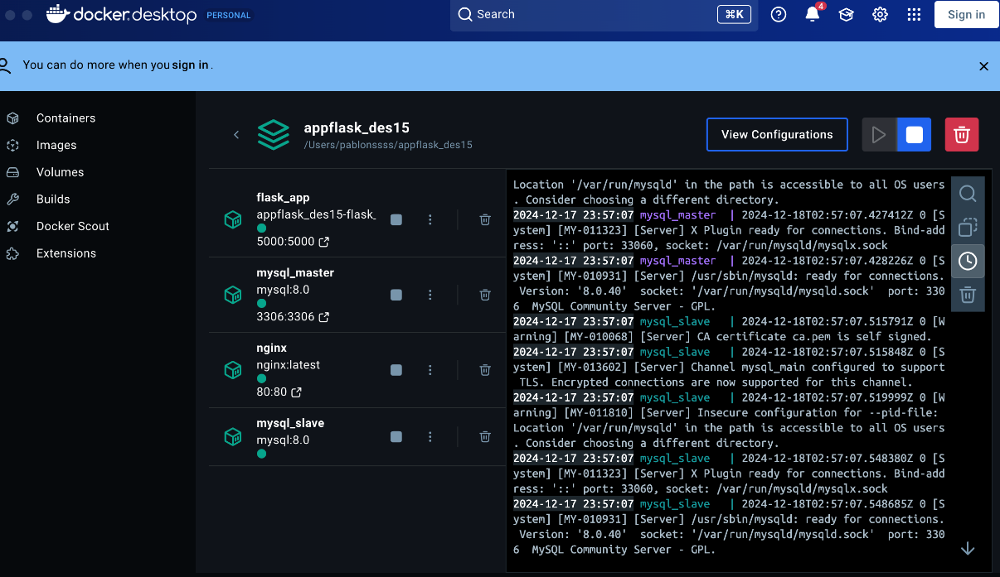 docker.desktop PERSONAL
Search
⌘K
4
Sign in
You can do more when you sign in .
Containers
Images
Volumes
Builds
Docker Scout
Extensions
appflask_des15
/Users/pablonssss/appflask_des15
View Configurations
flask_app
appflask_des15-flask_
5000:5000
mysql_master
mysql:8.0
3306:3306
nginx
nginx:latest
80:80
mysql_slave
mysql:8.0
Location '/var/run/mysqld' in the path is accessible to all OS users
. Consider choosing a different directory.
2024-12-17 23:57:07 mysql_master | 2024-12-18T02:57:07.427412Z 0 [S
ystem] [MY-011323] [Server] X Plugin ready for connections. Bind-add
ress: '::' port: 33060, socket: /var/run/mysqld/mysqlx.sock
2024-12-17 23:57:07 mysql_master | 2024-12-18T02:57:07.428226Z 0 [S
ystem] [MY-010931] [Server] /usr/sbin/mysqld: ready for connections.
Version: '8.0.40' socket: '/var/run/mysqld/mysqld.sock' port: 330
6 MySQL Community Server - GPL.
2024-12-17 23:57:07 mysql_slave | 2024-12-18T02:57:07.515791Z 0 [W
arning] [MY-010068] [Server] CA certificate ca.pem is self signed.
2024-12-17 23:57:07 mysql_slave | 2024-12-18T02:57:07.515848Z 0 [S
ystem] [MY-013602] [Server] Channel mysql_main configured to support
TLS. Encrypted connections are now supported for this channel.
2024-12-17 23:57:07 mysql_slave | 2024-12-18T02:57:07.519999Z 0 [W
arning] [MY-011810] [Server] Insecure configuration for --pid-file:
Location '/var/run/mysqld' in the path is accessible to all OS users
. Consider choosing a different directory.
2024-12-17 23:57:07 mysql_slave | 2024-12-18T02:57:07.548380Z 0 [S
ystem] [MY-011323] [Server] X Plugin ready for connections. Bind-add
ress: '::' port: 33060, socket: /var/run/mysqld/mysqlx.sock
2024-12-17 23:57:07 mysql_slave | 2024-12-18T02:57:07.548685Z 0 [S
ystem] [MY-010931] [Server] /usr/sbin/mysqld: ready for connections.
Version: '8.0.40' socket: '/var/run/mysqld/mysqld.sock' port: 330
6 MySQL Community Server - GPL.